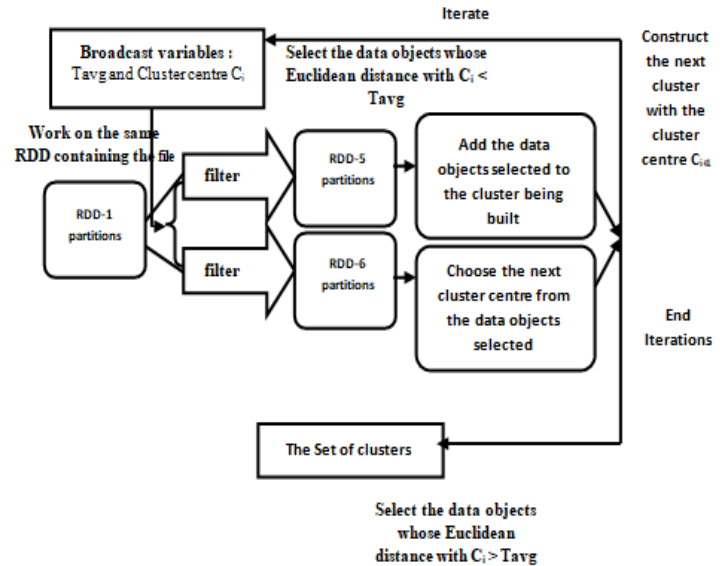 Iterate
Broadcast variables :
Tavg and Cluster centre Ci
Select the data objects whose
Euclidean distance with Ci <
Tavg
Construct
the next
cluster
with the
cluster
centre Ci+1
Work on the same
RDD containing the file
RDD-1
partitions
filter
RDD-5
partitions
Add the data
objects selected to
the cluster being
built
filter
RDD-6
partitions
Choose the next
cluster centre from
the data objects
selected
End
Iterations
The Set of clusters
Select the data objects
whose Euclidean
distance with Ci > Tavg